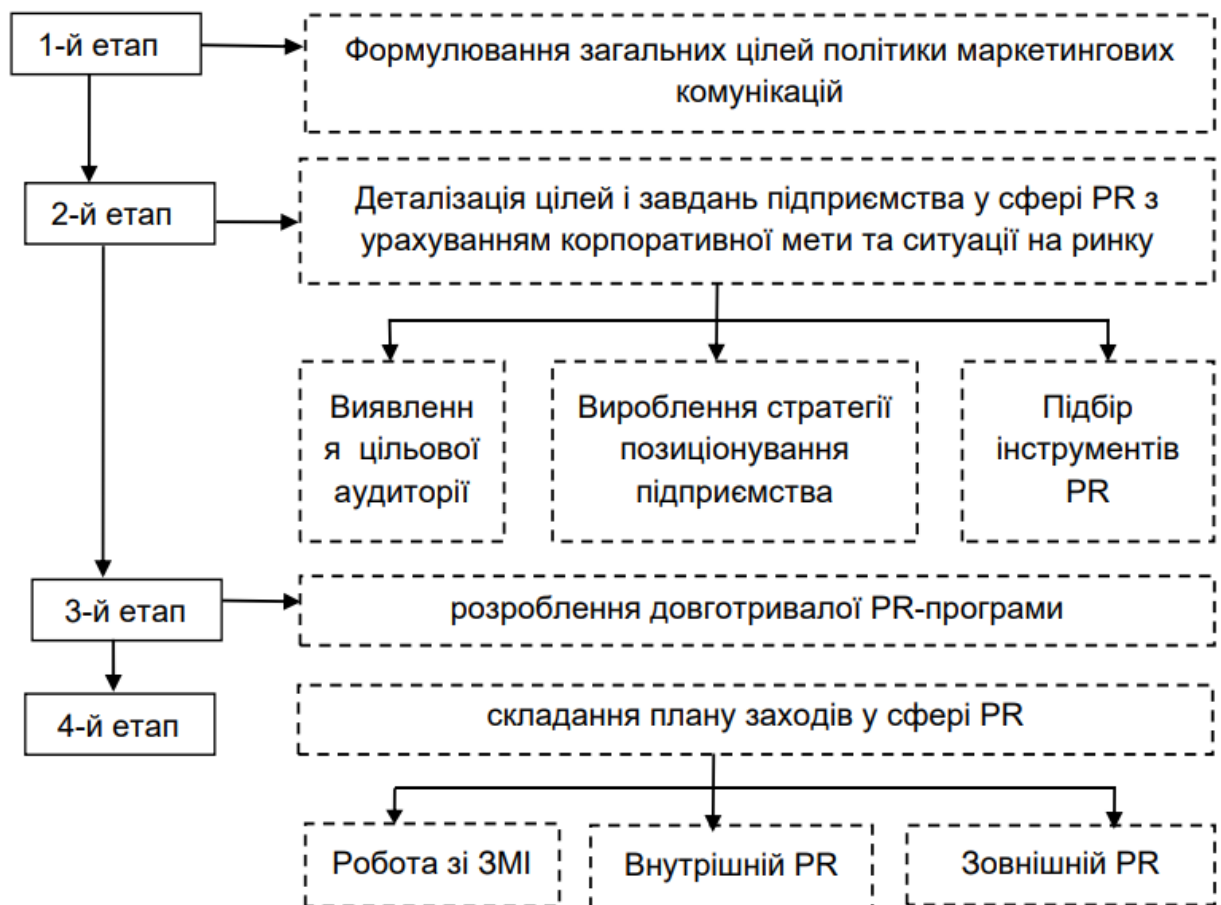 1-й етап
Формулювання загальних цілей політики маркетингових
комунікацій
2-й етап
Деталізація цілей і завдань підприємства у сфері PR з
урахуванням корпоративної мети та ситуації на ринку
Виявленн
я цільової
аудиторії
Вироблення стратегії
позиціонування
підприємства
Підбір
інструментів
PR
3-й етап
розроблення довготривалої PR-програми
4-й етап
складання плану заходів у сфері PR
Робота зі ЗМІ
Внутрішній PR
Зовнішній PR